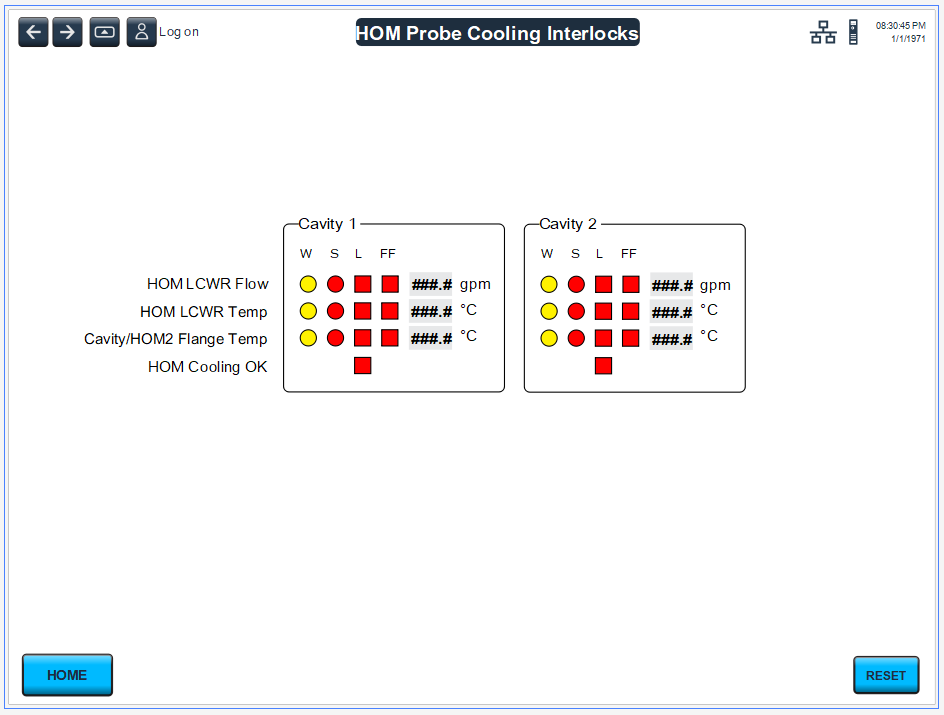 Log on
HOM Probe Cooling Interlocks
08:30:45 PM
1/1/1971
Cavity 1
Cavity 2
W S L FF
W S L FF
HOM LCWR Flow ###.# gpm ###.# gpm
HOM LCWR Temp ###.# °C ###.# °C
Cavity/HOM2 Flange Temp ###.# °C ###.# °C
HOM Cooling OK
HOME
RESET